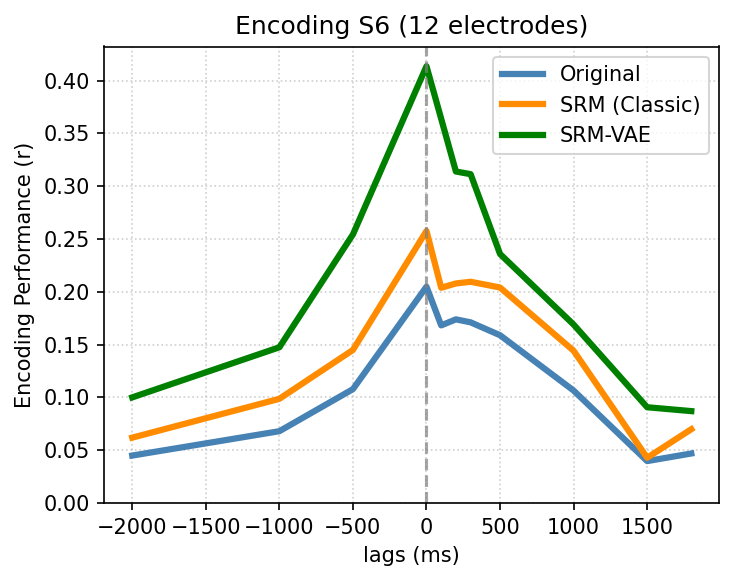 Encoding S6 (12 electrodes)
Encoding Performance (r)
0.40
0.35
0.30
0.25
0.20
0.15
0.10
0.05
0.00
Original
SRM (Classic)
SRM-VAE
−2000 −1500 −1000 −500 0 500 1000 1500
lags (ms)